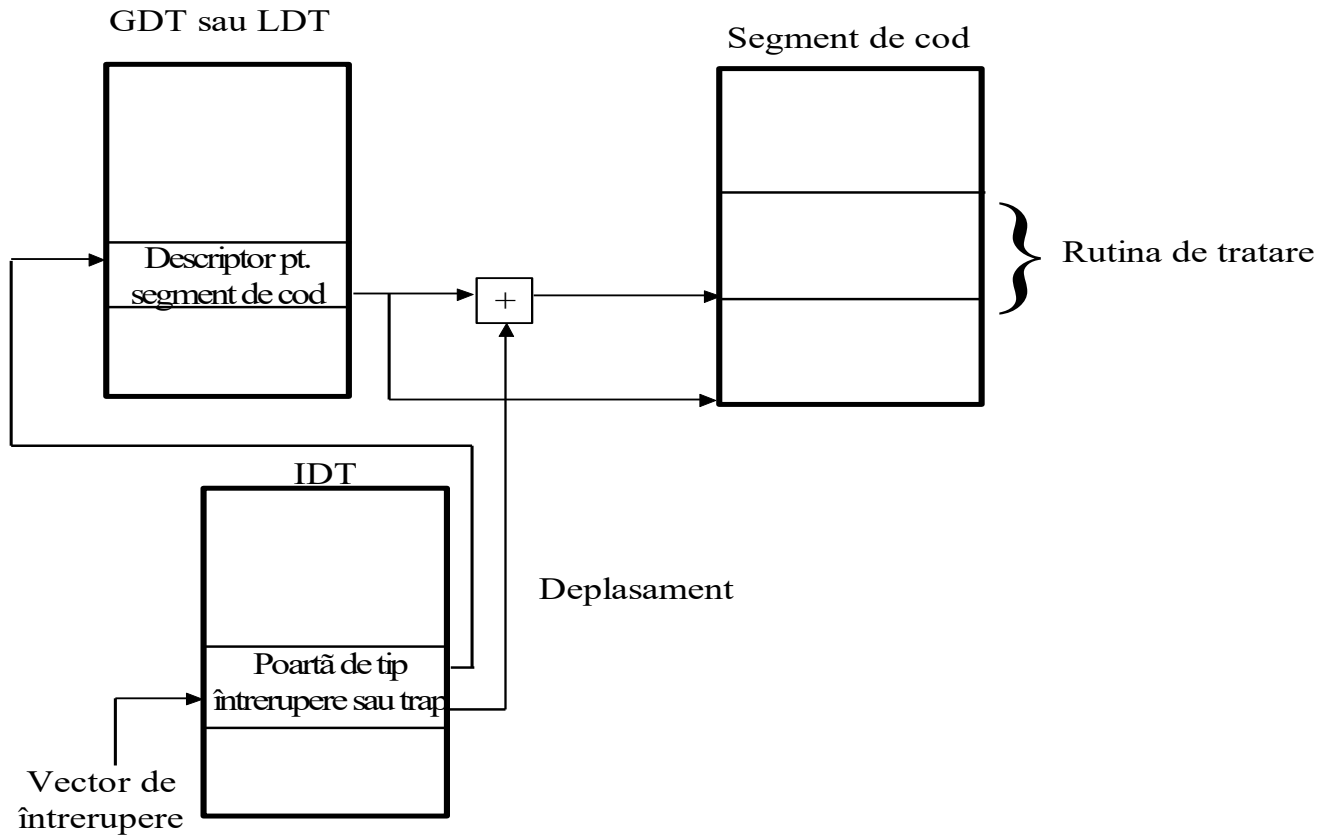 GDT sau LDT
Segment de cod
Descriptor pt.
segment de cod
+
Rutina de tratare
IDT
Deplasament
Poartã de tip
întrerupere sau trap
Vector de
întrerupere